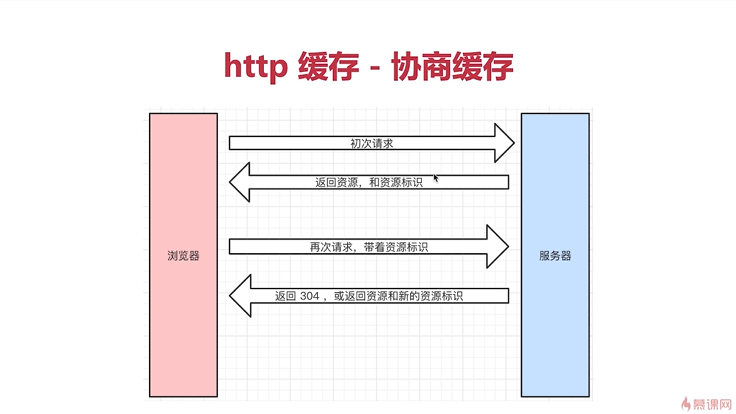 http 缓存 - 协商缓存
初次请求
返回资源，和资源标识
浏览器
再次请求，带着资源标识
服务器
返回 304 ，或返回资源和新的资源标识
慕课网